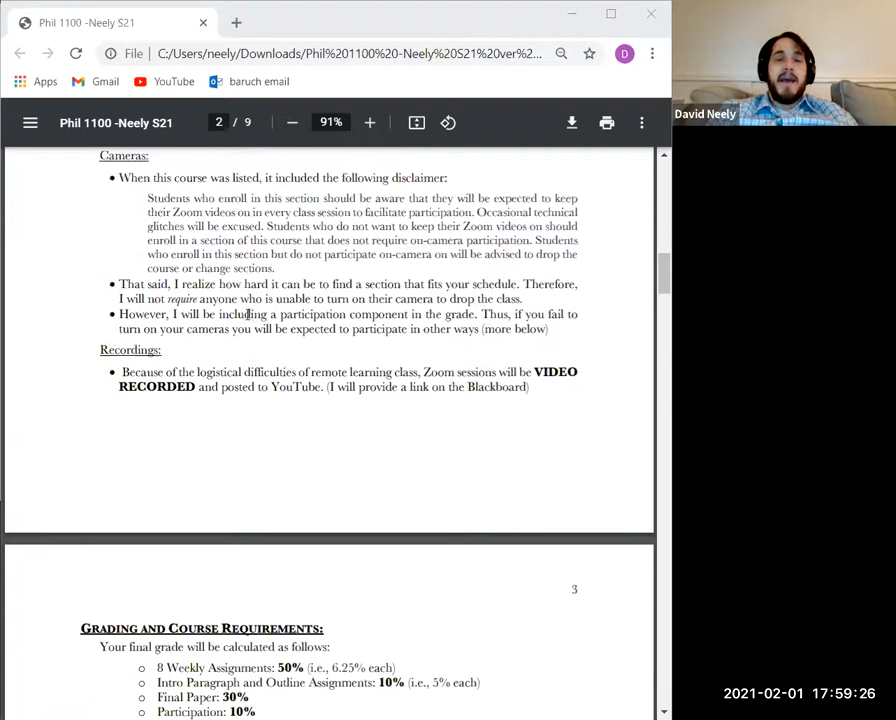 Phil 1100 -Neely S21
File
C:/Users/neely/Downloads/Phil%201100%20-Neely%20S21%20ver%2...
D
Apps
Gmail
YouTube
baruch email
Phil 1100 -Neely S21
2 / 9
91%
David Neely
Cameras:
• When this course was listed, it included the following disclaimer:
Students who enroll in this section should be aware that they will be expected to keep
their Zoom videos on in every class session to facilitate participation. Occasional technical
glitches will be excused. Students who do not want to keep their Zoom videos on should
enroll in a section of this course that does not require on-camera participation. Students
who enroll in this section but do not participate on-camera on will be advised to drop the
course or change sections.
• That said, I realize how hard it can be to find a section that fits your schedule. Therefore,
I will not require anyone who is unable to turn on their camera to drop the class.
• However, I will be including a participation component in the grade. Thus, if you fail to
turn on your cameras you will be expected to participate in other ways (more below)
Recordings:
• Because of the logistical difficulties of remote learning class, Zoom sessions will be VIDEO
RECORDED and posted to YouTube. (I will provide a link on the Blackboard)
3
GRADING AND COURSE REQUIREMENTS:
Your final grade will be calculated as follows:
o 8 Weekly Assignments: 50% (i.e., 6.25% each)
o Intro Paragraph and Outline Assignments: 10% (i.e., 5% each)
o Final Paper: 30%
o Participation: 10%
2021-02-01 17:59:26